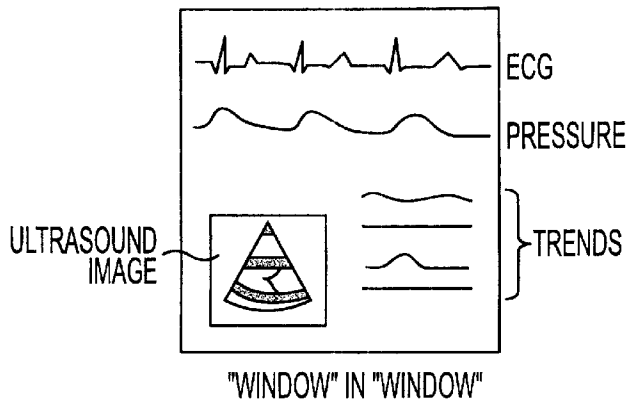 ECG
PRESSURE
ULTRASOUND
IMAGE
TRENDS
"WINDOW" IN "WINDOW"